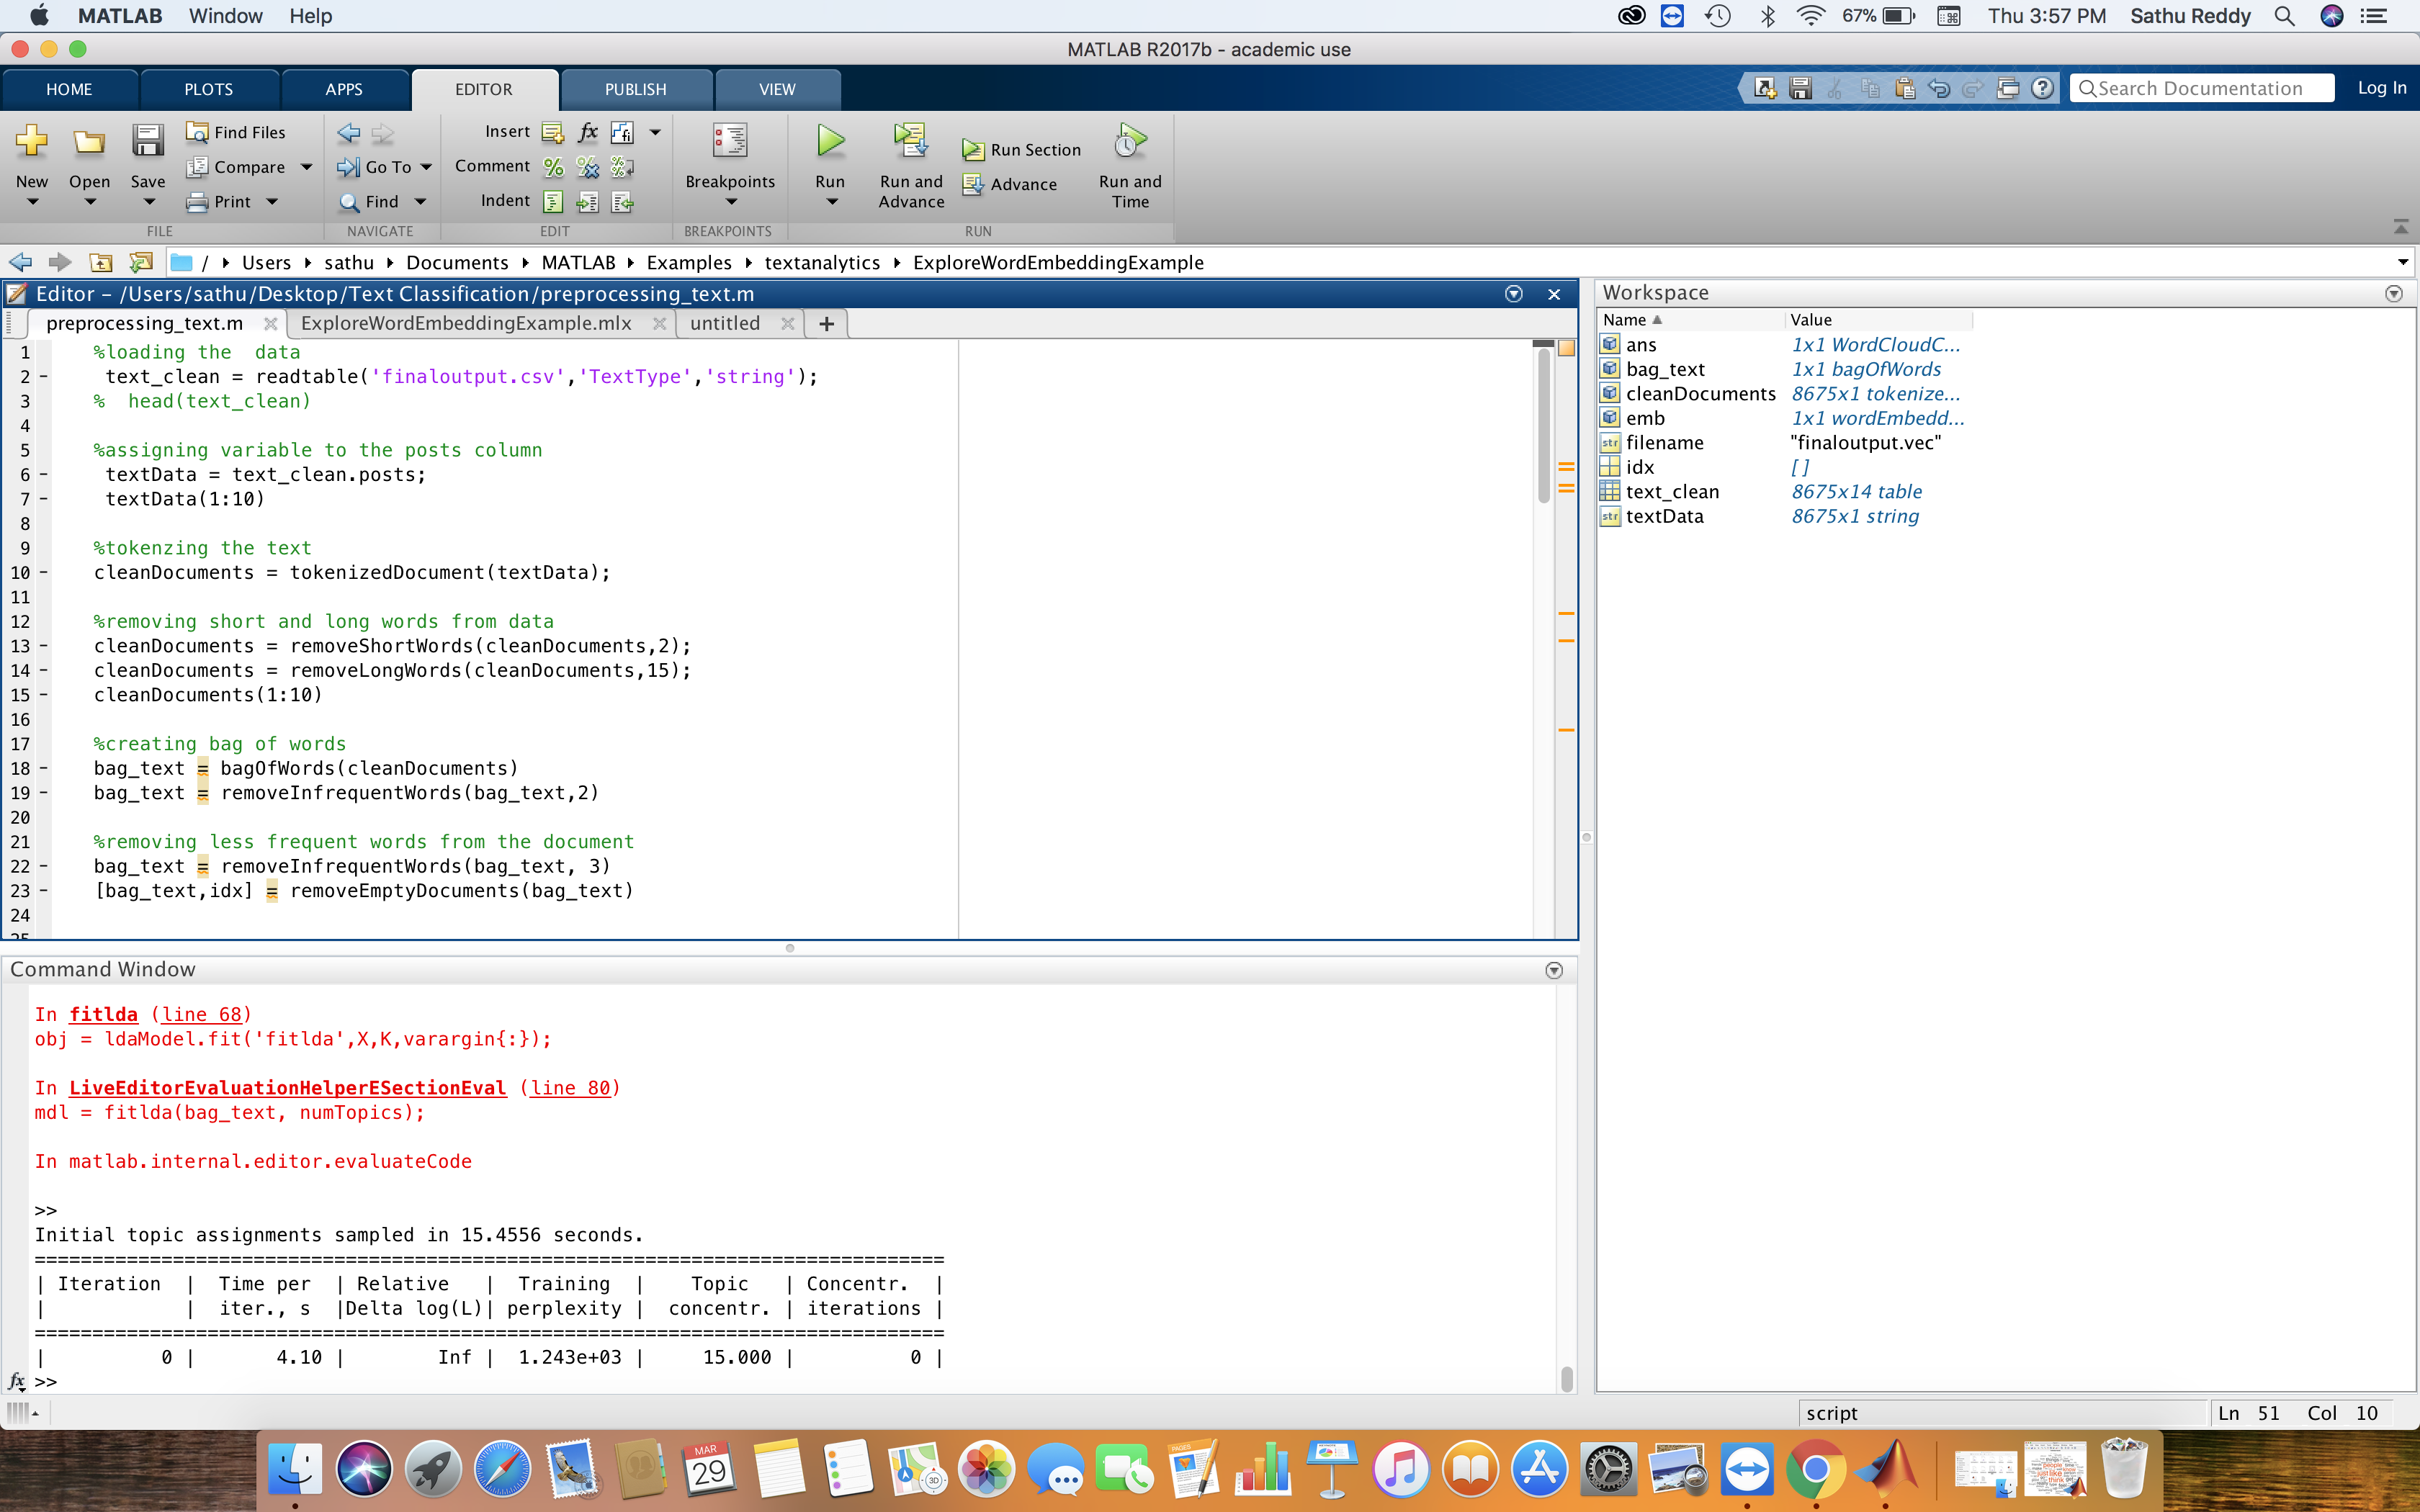 MATLAB Window Help 67% Thu 3:57 PM Sathu Reddy
MATLAB R2017b - academic use
HOME PLOTS APPS EDITOR PUBLISH VIEW Search Documentation Log In
New Open Save Find Files Compare Print
Go To Find
Insert fx fi
Comment % % %
Indent
Breakpoints
Run Run and Advance Run Section Advance Run and Time
FILE NAVIGATE EDIT BREAKPOINTS RUN
/ Users sathu Documents MATLAB Examples textanalytics ExploreWordEmbeddingExample
Editor - /Users/sathu/Desktop/Text Classification/preprocessing_text.m
preprocessing_text.m ExploreWordEmbeddingExample.mlx untitled +
1 %loading the  data
2 - text_clean = readtable('finaloutput.csv','TextType','string');
3 %  head(text_clean)
4
5 %assigning variable to the posts column
6 - textData = text_clean.posts;
7 - textData(1:10)
8
9 %tokenzing the text
10 - cleanDocuments = tokenizedDocument(textData);
11
12 %removing short and long words from data
13 - cleanDocuments = removeShortWords(cleanDocuments,2);
14 - cleanDocuments = removeLongWords(cleanDocuments,15);
15 - cleanDocuments(1:10)
16
17 %creating bag of words
18 - bag_text = bagOfWords(cleanDocuments)
19 - bag_text = removeInfrequentWords(bag_text,2)
20
21 %removing less frequent words from the document
22 - bag_text = removeInfrequentWords(bag_text, 3)
23 - [bag_text,idx] = removeEmptyDocuments(bag_text)
24
25
Workspace
Name Value
ans 1x1 WordCloudC...
bag_text 1x1 bagOfWords
cleanDocuments 8675x1 tokenize...
emb 1x1 wordEmbedd...
str filename "finaloutput.vec"
idx []
text_clean 8675x14 table
str textData 8675x1 string
Command Window
In fitlda (line 68)
obj = ldaModel.fit('fitlda',X,K,varargin{:});
In LiveEditorEvaluationHelperESectionEval (line 80)
mdl = fitlda(bag_text, numTopics);
In matlab.internal.editor.evaluateCode
>>
Initial topic assignments sampled in 15.4556 seconds.
=====================================================================================
| Iteration | Time per | Relative | Training | Topic | Concentr. |
| | iter., s |Delta log(L)| perplexity | concentr. | iterations |
=====================================================================================
| 0 | 4.10 | Inf | 1.243e+03 | 15.000 | 0 |
fx >>
script Ln 51 Col 10
MAR
29
3D
PAGES